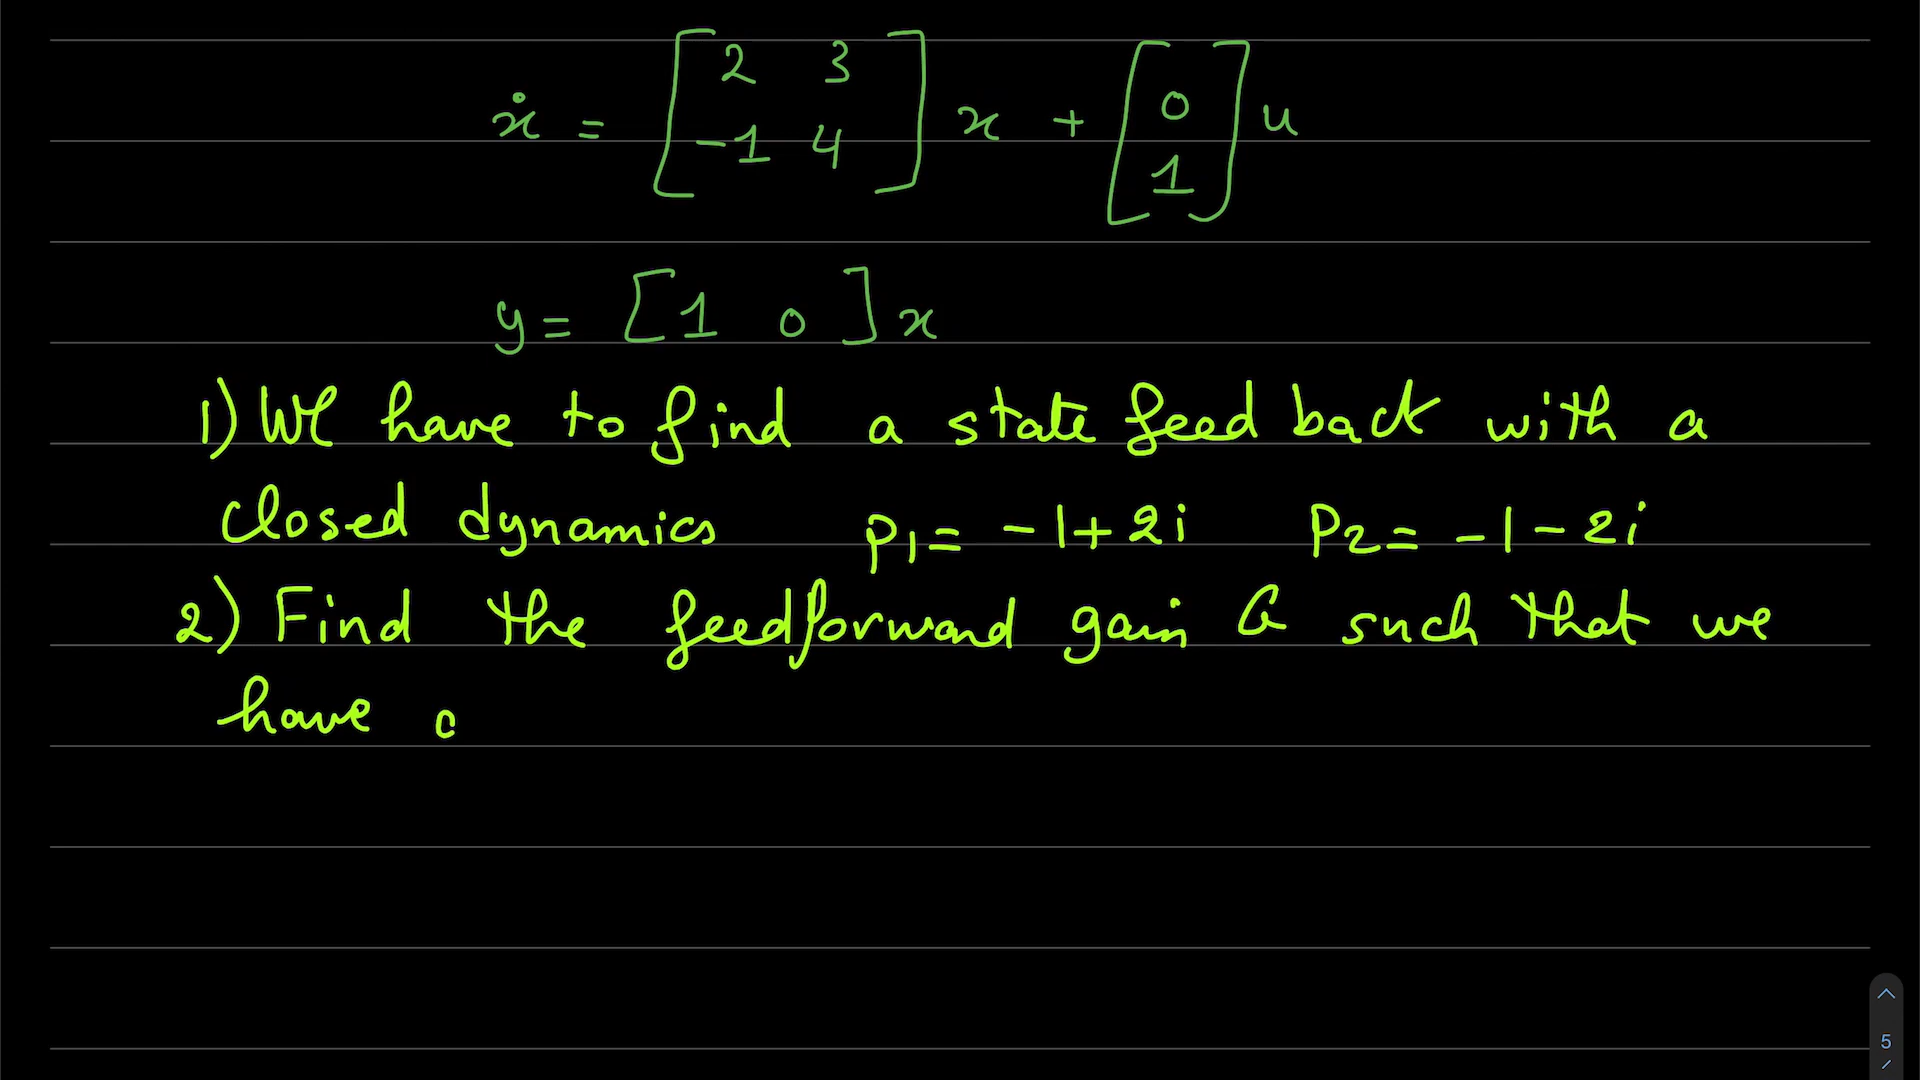 ẋ = [2 3; -1 4] x + [0; 1] u
y = [1 0] x
1) We have to find a state feed back with a
closed dynamics p1= -1+2i P2= -1-2i
2) Find the feedforward gain G such that we
have
5